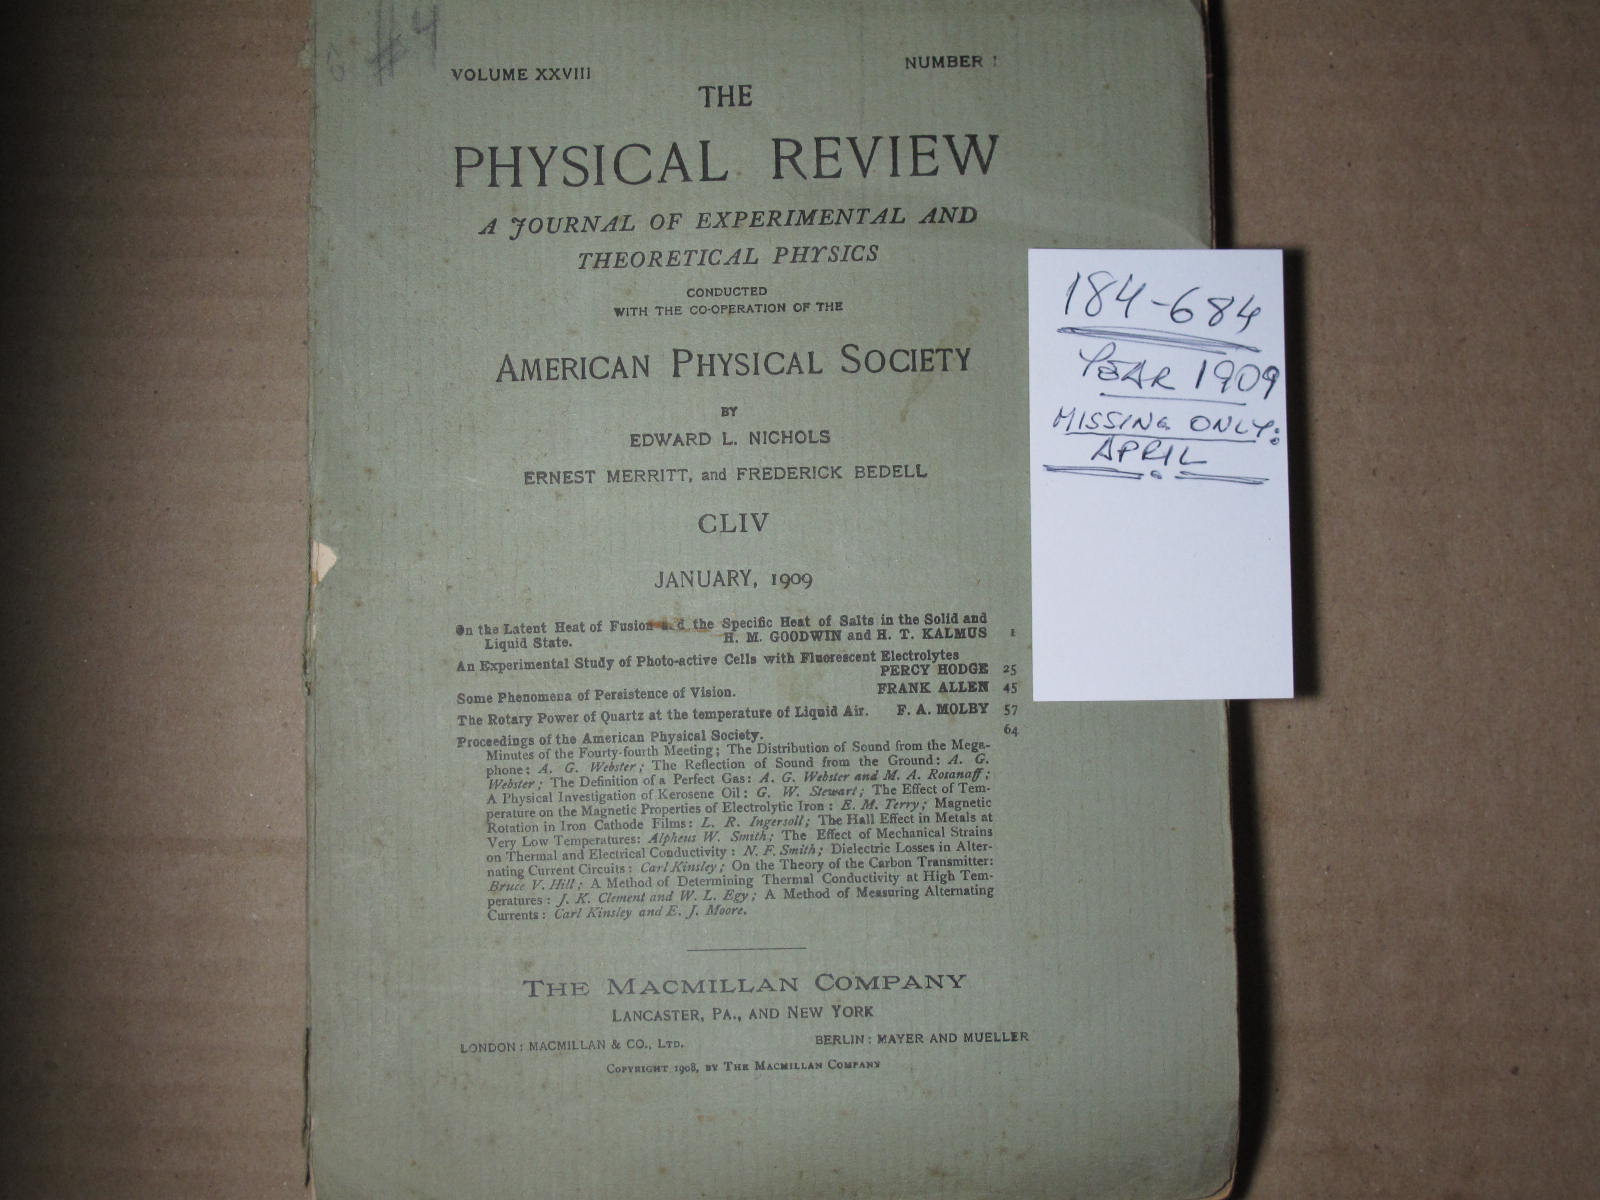 #4
VOLUME XXVIII
NUMBER 1
THE
PHYSICAL REVIEW
A JOURNAL OF EXPERIMENTAL AND
THEORETICAL PHYSICS
CONDUCTED
WITH THE CO-OPERATION OF THE
AMERICAN PHYSICAL SOCIETY
BY
EDWARD L. NICHOLS
ERNEST MERRITT, and FREDERICK BEDELL
CLIV
JANUARY, 1909
On the Latent Heat of Fusion and the Specific Heat of Salts in the Solid and
Liquid State. H. M. GOODWIN and H. T. KALMUS 1
An Experimental Study of Photo-active Cells with Fluorescent Electrolytes
PERCY HODGE 25
Some Phenomena of Persistence of Vision. FRANK ALLEN 45
The Rotary Power of Quartz at the temperature of Liquid Air. F. A. MOLBY 57
Proceedings of the American Physical Society. 64
Minutes of the Fourty-fourth Meeting; The Distribution of Sound from the Mega-
phone: A. G. Webster; The Reflection of Sound from the Ground: A. G.
Webster; The Definition of a Perfect Gas: A. G. Webster and M. A. Rosanoff;
A Physical Investigation of Kerosene Oil: G. W. Stewart; The Effect of Tem-
perature on the Magnetic Properties of Electrolytic Iron: E. M. Terry; Magnetic
Rotation in Iron Cathode Films: L. R. Ingersoll; The Hall Effect in Metals at
Very Low Temperatures: Alpheus W. Smith; The Effect of Mechanical Strains
on Thermal and Electrical Conductivity: N. F. Smith; Dielectric Losses in Alter-
nating Current Circuits: Carl Kinsley; On the Theory of the Carbon Transmitter:
Bruce V. Hill; A Method of Determining Thermal Conductivity at High Tem-
peratures: J. K. Clement and W. L. Egy; A Method of Measuring Alternating
Currents: Carl Kinsley and E. J. Moore.
THE MACMILLAN COMPANY
LANCASTER, PA., AND NEW YORK
LONDON: MACMILLAN & CO., LTD.
BERLIN: MAYER AND MUELLER
COPYRIGHT 1908, BY THE MACMILLAN COMPANY
184-684
YEAR 1909
MISSING ONLY:
APRIL